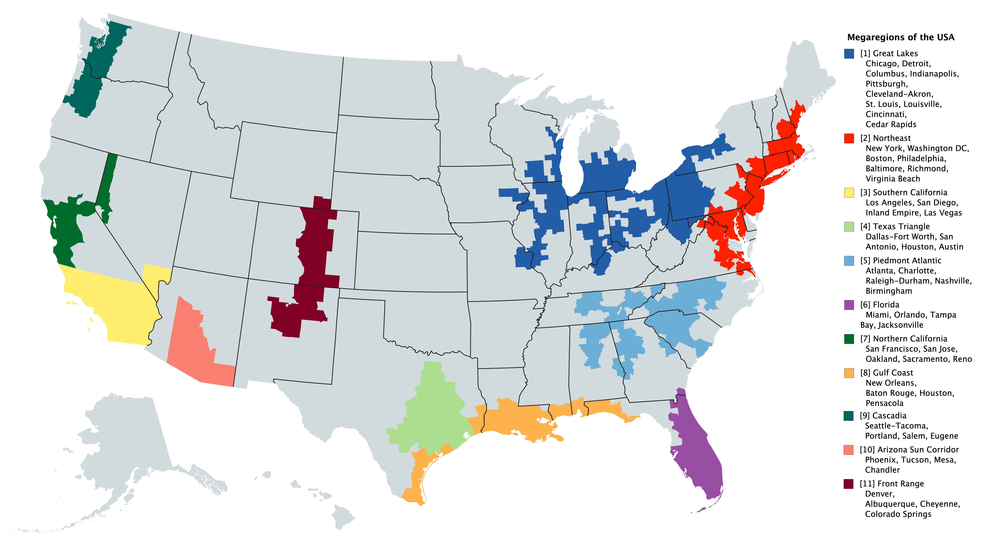 Megaregions of the USA
[1] Great Lakes
Chicago, Detroit,
Columbus, Indianapolis,
Pittsburgh,
Cleveland–Akron,
St. Louis, Louisville,
Cincinnati,
Cedar Rapids
[2] Northeast
New York, Washington DC,
Boston, Philadelphia,
Baltimore, Richmond,
Virginia Beach
[3] Southern California
Los Angeles, San Diego,
Inland Empire, Las Vegas
[4] Texas Triangle
Dallas–Fort Worth, San
Antonio, Houston, Austin
[5] Piedmont Atlantic
Atlanta, Charlotte,
Raleigh–Durham, Nashville,
Birmingham
[6] Florida
Miami, Orlando, Tampa
Bay, Jacksonville
[7] Northern California
San Francisco, San Jose,
Oakland, Sacramento, Reno
[8] Gulf Coast
New Orleans,
Baton Rouge, Houston,
Pensacola
[9] Cascadia
Seattle–Tacoma,
Portland, Salem, Eugene
[10] Arizona Sun Corridor
Phoenix, Tucson, Mesa,
Chandler
[11] Front Range
Denver,
Albuquerque, Cheyenne,
Colorado Springs